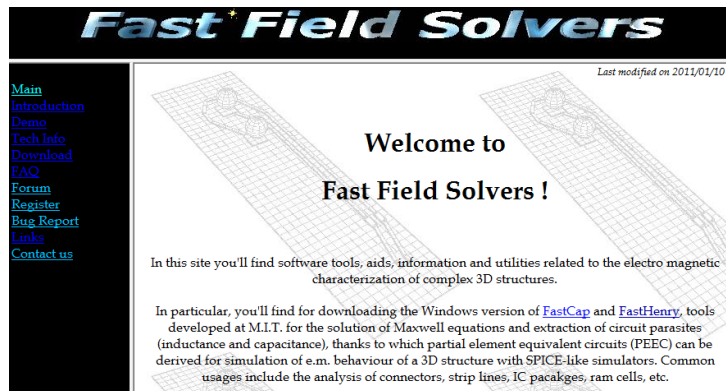 Fast Field Solvers
Last modified on 2011/01/10
Main
Introduction
Demo
Tech Info
Download
FAQ
Forum
Register
Bug Report
Links
Contact us
Welcome to
Fast Field Solvers !
In this site you'll find software tools, aids, information and utilities related to the electro magnetic
characterization of complex 3D structures.
In particular, you'll find for downloading the Windows version of FastCap and FastHenry, tools
developed at M.I.T. for the solution of Maxwell equations and extraction of circuit parasites
(inductance and capacitance), thanks to which partial element equivalent circuits (PEEC) can be
derived for simulation of e.m. behaviour of a 3D structure with SPICE-like simulators. Common
usages include the analysis of connectors, strip lines, IC pacakges, ram cells, etc.